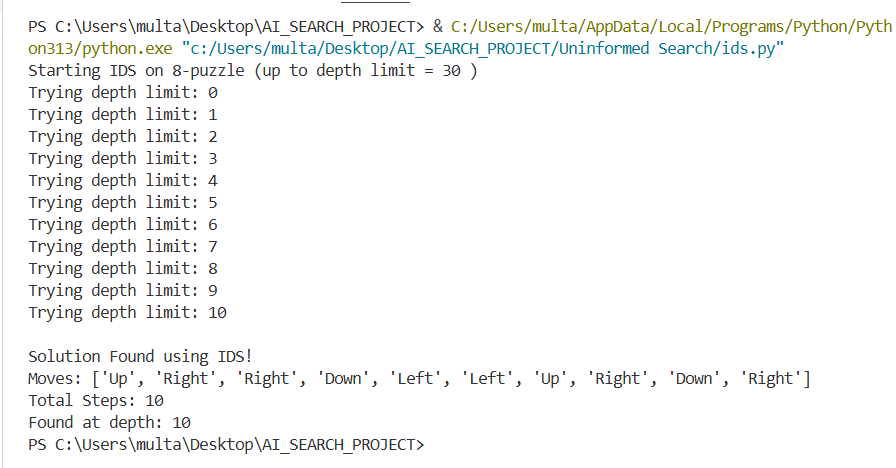 PS C:\Users\multa\Desktop\AI_SEARCH_PROJECT> & C:/Users/multa/AppData/Local/Programs/Python/Pyth
on313/python.exe "c:/Users/multa/Desktop/AI_SEARCH_PROJECT/Uninformed Search/ids.py"
Starting IDS on 8-puzzle (up to depth limit = 30 )
Trying depth limit: 0
Trying depth limit: 1
Trying depth limit: 2
Trying depth limit: 3
Trying depth limit: 4
Trying depth limit: 5
Trying depth limit: 6
Trying depth limit: 7
Trying depth limit: 8
Trying depth limit: 9
Trying depth limit: 10
Solution Found using IDS!
Moves: ['Up', 'Right', 'Right', 'Down', 'Left', 'Left', 'Up', 'Right', 'Down', 'Right']
Total Steps: 10
Found at depth: 10
PS C:\Users\multa\Desktop\AI_SEARCH_PROJECT>